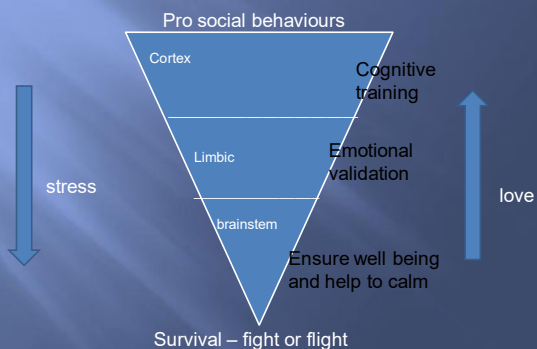 Pro social behaviours
Cortex
Cognitive
training
Limbic
Emotional
validation
stress
love
brainstem
Ensure well being
and help to calm
Survival – fight or flight